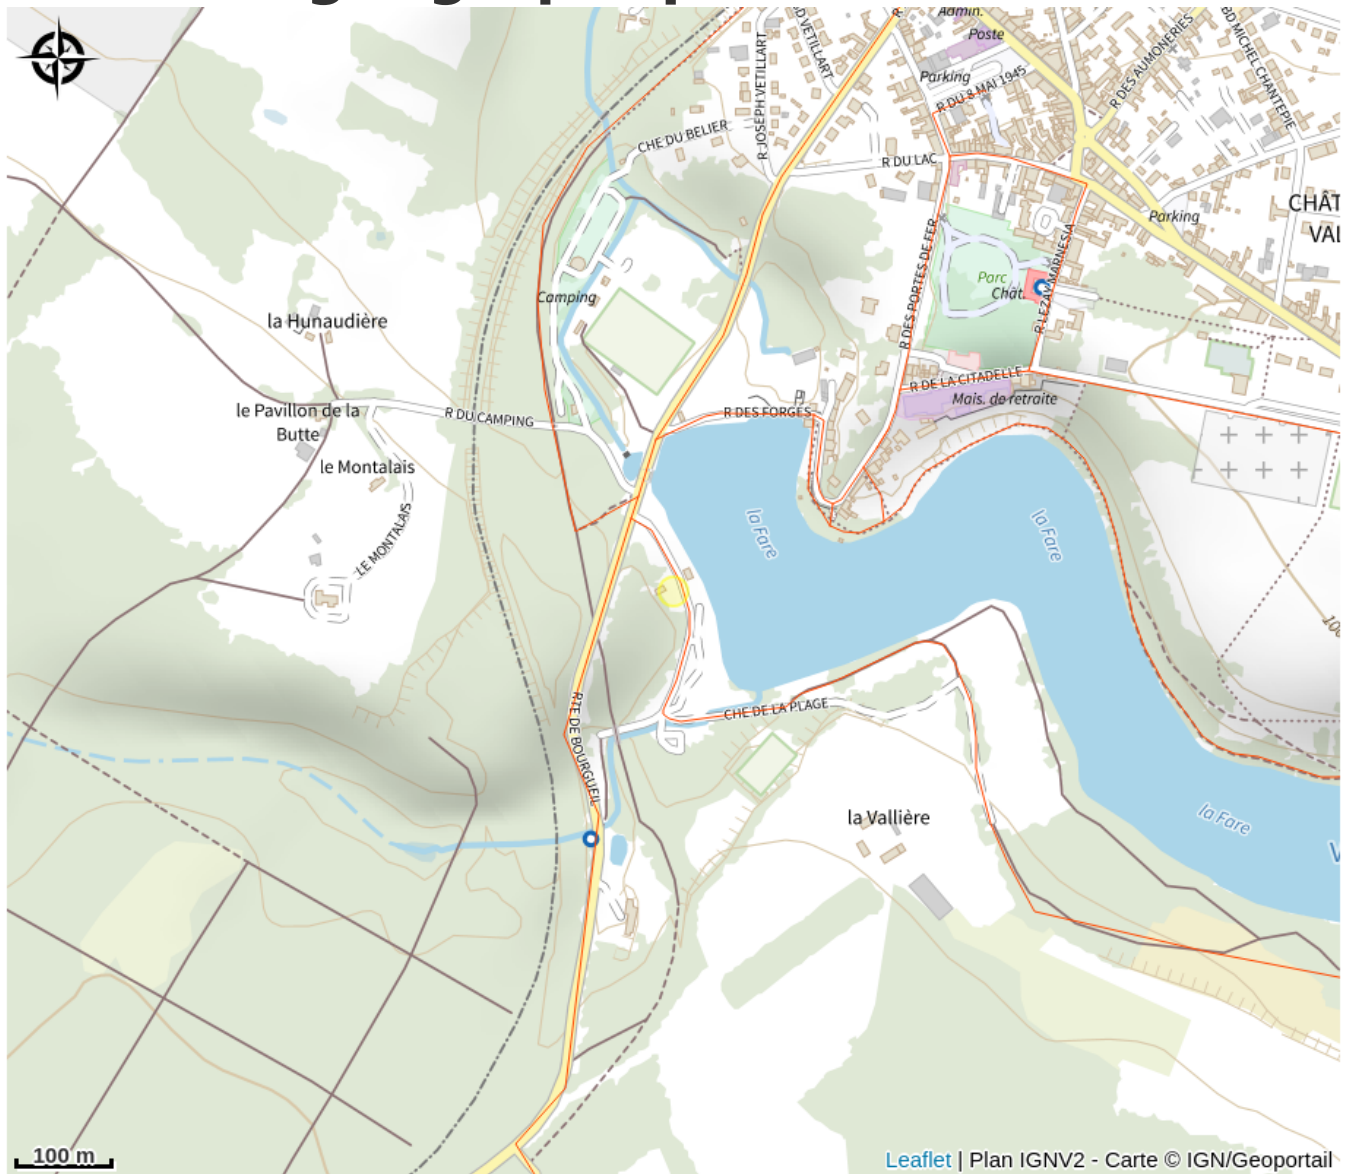 Admin.
Poste
Parking
R DU 8 MAI 1945
R DES AUMONERIES
BD MICHEL CHANTEPIE
R JOSEPH VETILLART
BD VETILLART
CHE DU BELIER
R DU LAC
Parking
CHÂT
VAL
R DES PORTES DE FER
Parc
Chât.
R LEZAY MARNESIA
Camping
la Hunaudière
R DE LA CITADELLE
Mais. de retraite
le Pavillon de la
Butte
R DU CAMPING
R DES FORGES
le Montalais
LE MONTALAIS
la Fare
la Fare
RTE DE BOURGUEIL
CHE DE LA PLAGE
la Vallière
la Fare
V
100 m
Leaflet | Plan IGNV2 - Carte © IGN/Geoportail